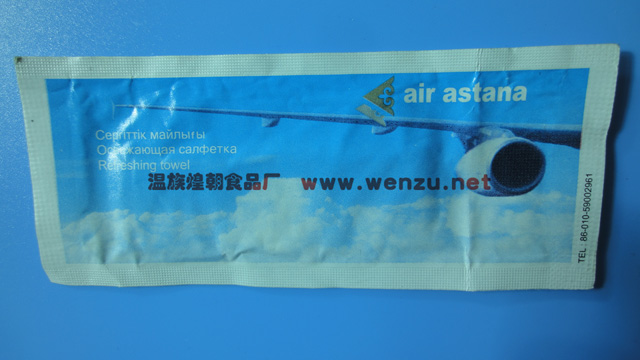 air astana
Сергіттік майлығы
Освежающая салфетка
Refreshing towel
温族煌朝食品厂 www.wenzu.net
TEL : 86-010-59002961